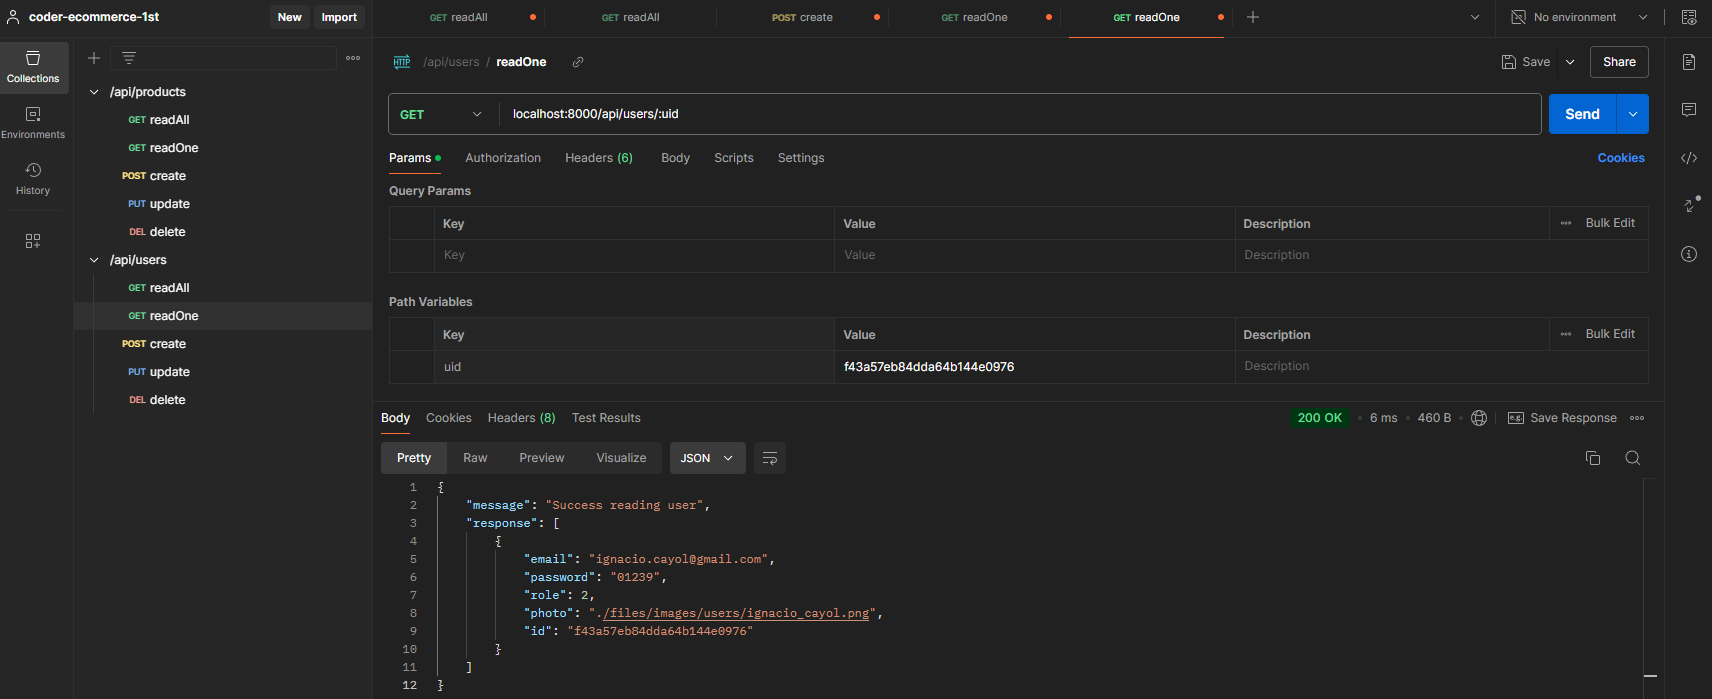 coder-ecommerce-1st
New
Import
GET readAll
GET readAll
POST create
GET readOne
GET readOne
No environment
Collections
Environments
History
/api/products
GET readAll
GET readOne
POST create
PUT update
DEL delete
/api/users
GET readAll
GET readOne
POST create
PUT update
DEL delete
HTTP /api/users / readOne
Save
Share
GET
localhost:8000/api/users/:uid
Send
Params
Authorization
Headers (6)
Body
Scripts
Settings
Cookies
Query Params
Key Value Description Bulk Edit
Key Value Description
Path Variables
Key Value Description Bulk Edit
uid f43a57eb84dda64b144e0976 Description
Body Cookies Headers (8) Test Results
200 OK • 6 ms • 460 B •
e.g. Save Response
Pretty Raw Preview Visualize JSON
1 {
2 "message": "Success reading user",
3 "response": [
4 {
5 "email": "ignacio.cayol@gmail.com",
6 "password": "01239",
7 "role": 2,
8 "photo": "./files/images/users/ignacio_cayol.png",
9 "id": "f43a57eb84dda64b144e0976"
10 }
11 ]
12 }